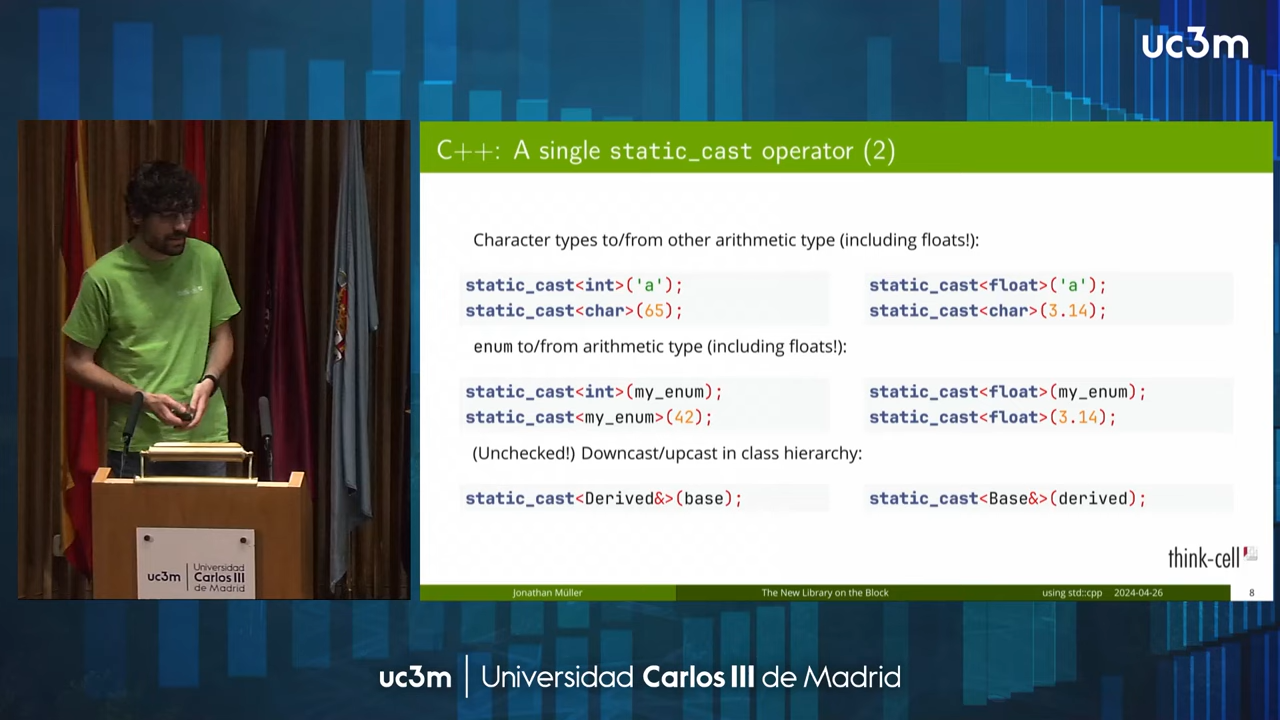 uc3m
C++: A single static_cast operator (2)
Character types to/from other arithmetic type (including floats!):
static_cast<int>('a');
static_cast<char>(65);
static_cast<float>('a');
static_cast<char>(3.14);
enum to/from arithmetic type (including floats!):
static_cast<int>(my_enum);
static_cast<my_enum>(42);
static_cast<float>(my_enum);
static_cast<float>(3.14);
(Unchecked!) Downcast/upcast in class hierarchy:
static_cast<Derived&>(base);
static_cast<Base&>(derived);
think-cell
Jonathan Müller
The New Library on the Block
using std::cpp 2024-04-26
8
uc3m
Universidad
Carlos III
de Madrid
uc3m | Universidad Carlos III de Madrid